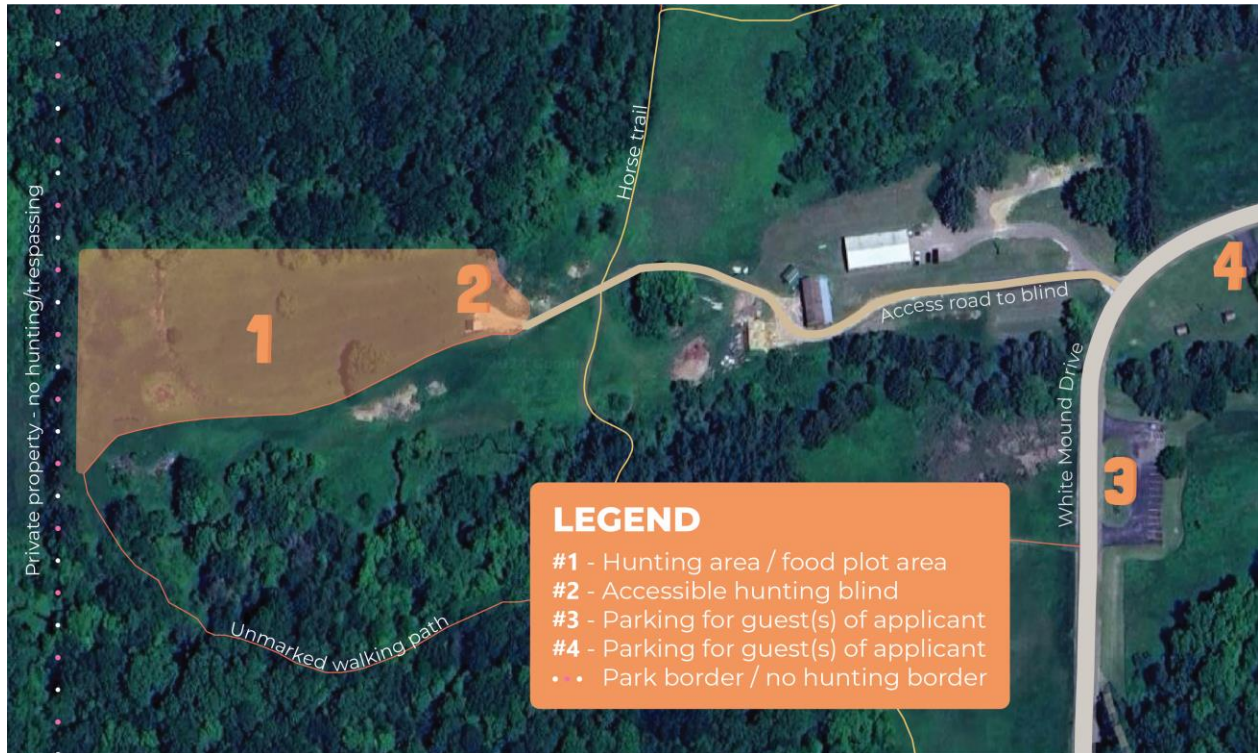 Private property - no hunting/trespassing
1
2
Horse trail
Access road to blind
4
White Mound Drive
3
Unmarked walking path
LEGEND
#1 - Hunting area / food plot area
#2 - Accessible hunting blind
#3 - Parking for guest(s) of applicant
#4 - Parking for guest(s) of applicant
Park border / no hunting border